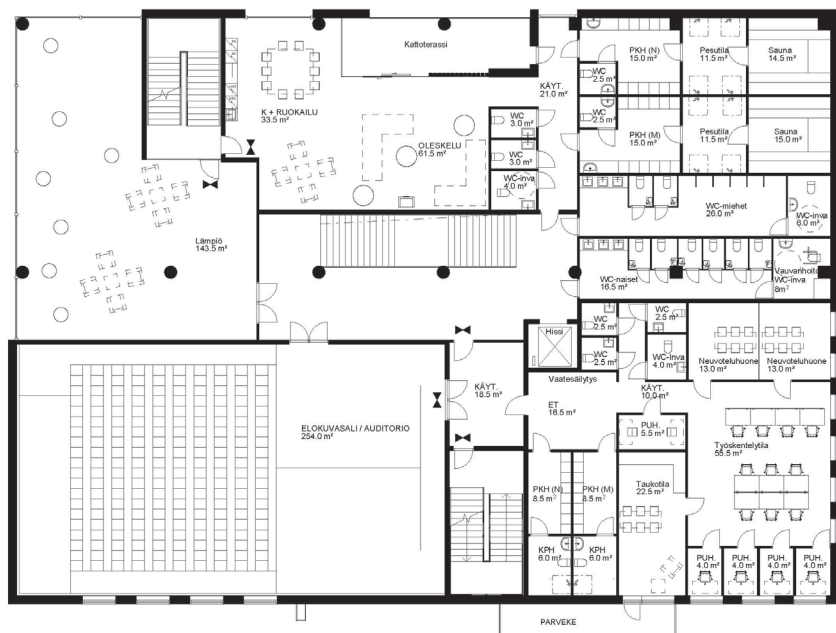 Kattoterassi
K + RUOKAILU
33.5 m²
OLESKELU
61.5 m²
KÄYT.
21.0 m²
WC
3.0 m²
WC
3.0 m²
WC-inva
4.0 m²
WC
2.5 m²
WC
2.5 m²
PKH (N)
15.0 m²
Pesutila
11.5 m²
Sauna
14.5 m²
PKH (M)
15.0 m²
Pesutila
11.5 m²
Sauna
15.0 m²
WC-miehet
26.0 m²
WC-inva
6.0 m²
WC-naiset
16.5 m²
Vauvanhoito
WC-inva
8m²
Lämpiö
143.5 m²
Hissi
WC
2.5 m²
WC
2.5 m²
WC
2.5 m²
WC-inva
4.0 m²
Neuvoteluhuone
13.0 m²
Neuvoteluhuone
13.0 m²
KÄYT.
18.5 m²
Vaatesäilytys
ET
16.5 m²
KÄYT.
10.0 m²
PUH.
5.5 m²
ELOKUVASALI / AUDITORIO
254.0 m²
Työskentelytila
55.5 m²
PKH (N)
8.5 m²
PKH (M)
8.5 m²
Taukotila
22.5 m²
KPH
6.0 m²
KPH
6.0 m²
PUH.
4.0 m²
PUH.
4.0 m²
PUH.
4.0 m²
PUH.
4.0 m²
PARVEKE